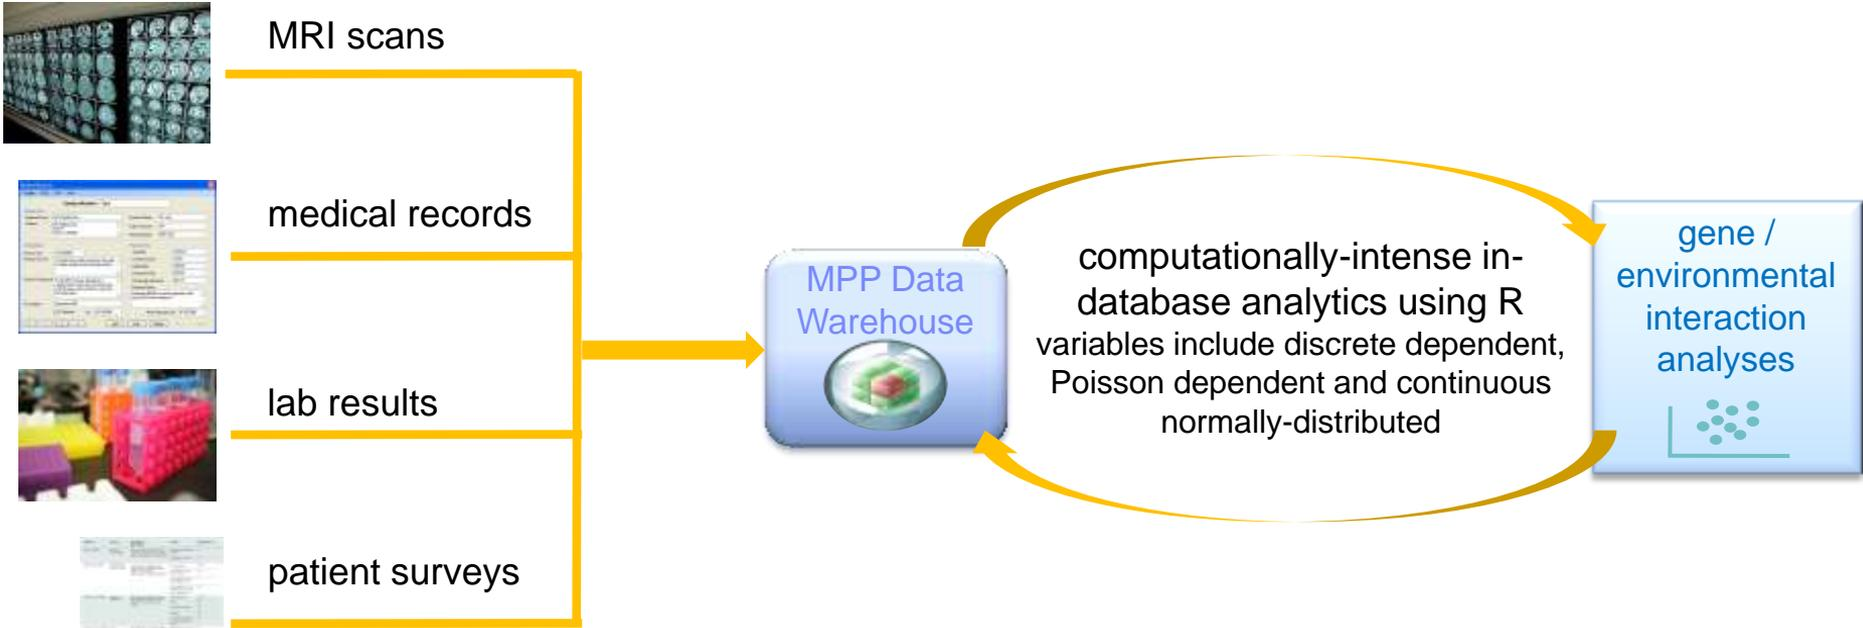 MRI scans
medical records
lab results
patient surveys
MPP Data
Warehouse
computationally-intense in-
database analytics using R
variables include discrete dependent,
Poisson dependent and continuous
normally-distributed
gene /
environmental
interaction
analyses